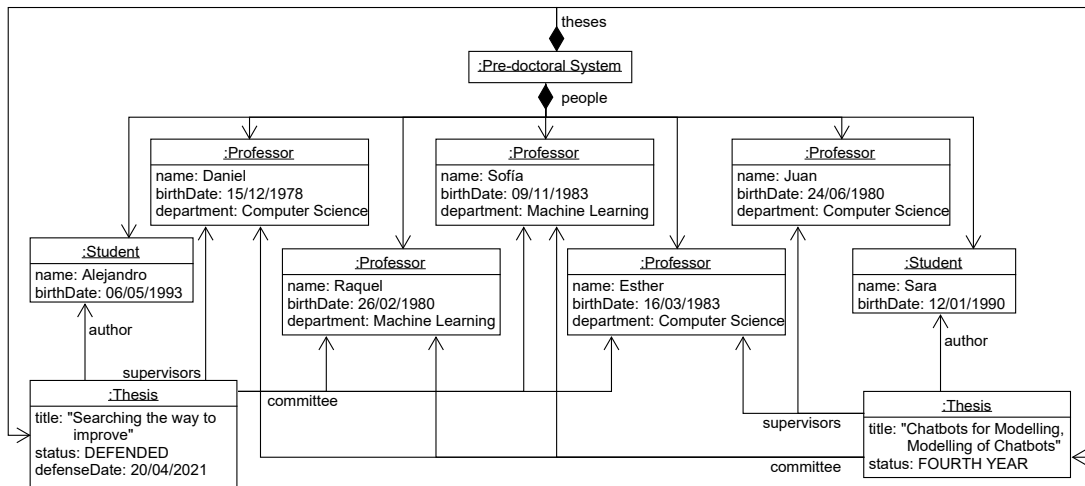 theses
:Pre-doctoral System
people
:Professor
name: Daniel
birthDate: 15/12/1978
department: Computer Science
:Professor
name: Sofía
birthDate: 09/11/1983
department: Machine Learning
:Professor
name: Juan
birthDate: 24/06/1980
department: Computer Science
:Student
name: Alejandro
birthDate: 06/05/1993
:Professor
name: Raquel
birthDate: 26/02/1980
department: Machine Learning
:Professor
name: Esther
birthDate: 16/03/1983
department: Computer Science
:Student
name: Sara
birthDate: 12/01/1990
author
author
supervisors
committee
:Thesis
title: "Searching the way to
improve"
status: DEFENDED
defenseDate: 20/04/2021
supervisors
committee
:Thesis
title: "Chatbots for Modelling,
Modelling of Chatbots"
status: FOURTH YEAR